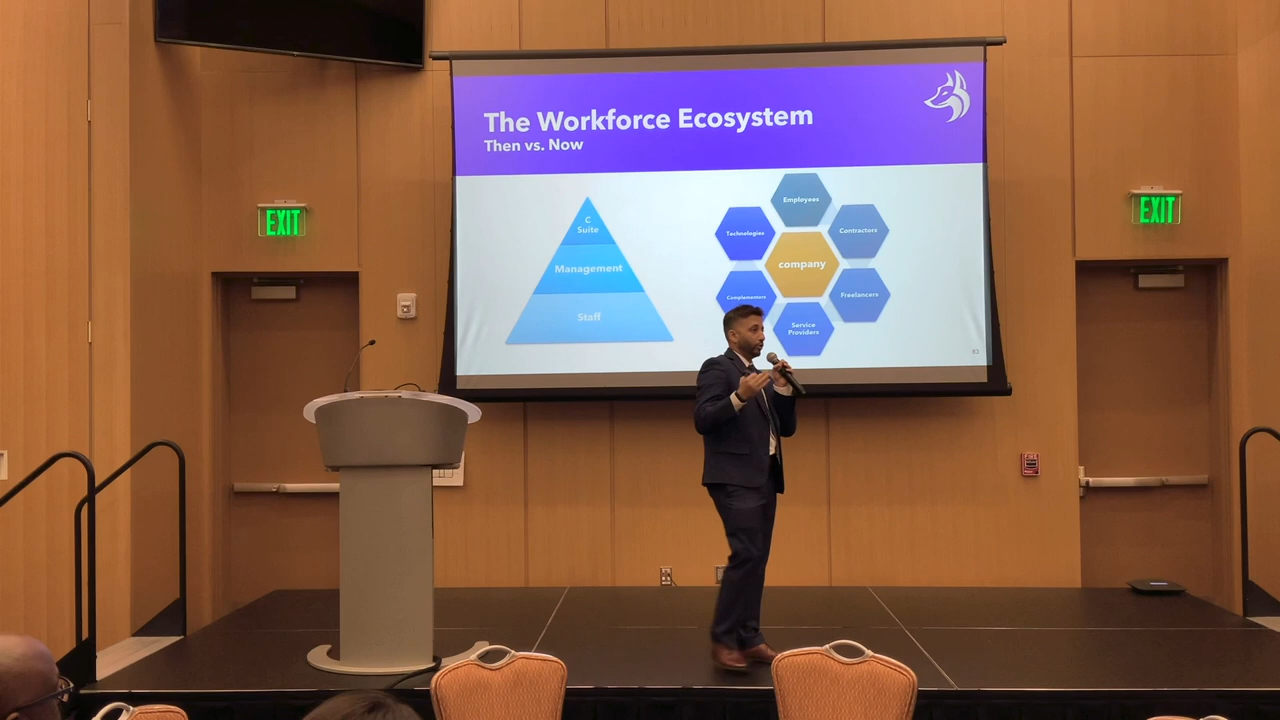 The Workforce Ecosystem
Then vs. Now
EXIT
EXIT
C
Suite
Management
Staff
Employees
Technologies
Contractors
company
Complementors
Freelancers
Service
Providers